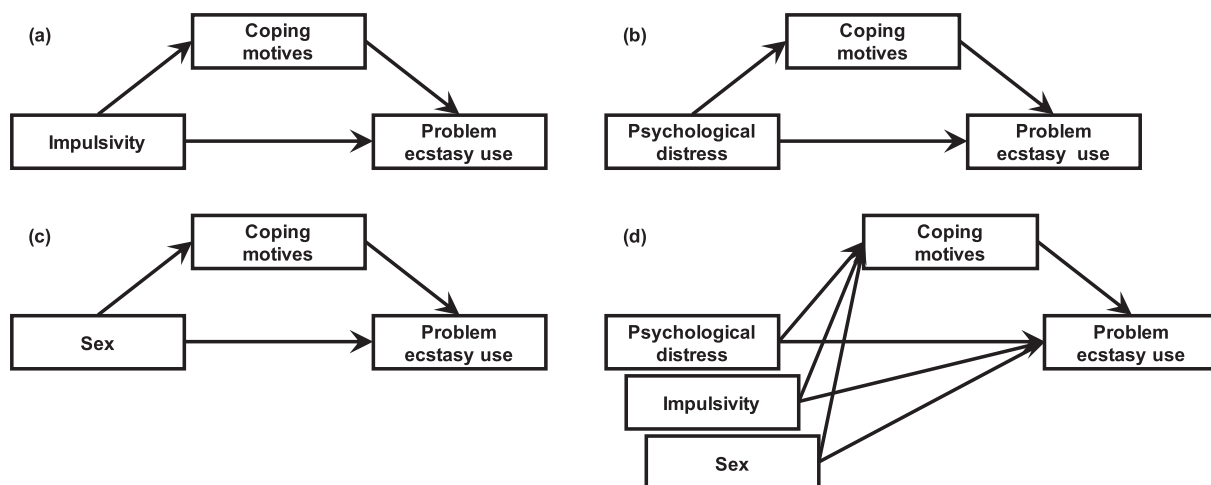 (a)
Coping
motives
Impulsivity
Problem
ecstasy use
(b)
Coping
motives
Psychological
distress
Problem
ecstasy use
(c)
Coping
motives
Sex
Problem
ecstasy use
(d)
Coping
motives
Psychological
distress
Problem
ecstasy use
Impulsivity
Sex